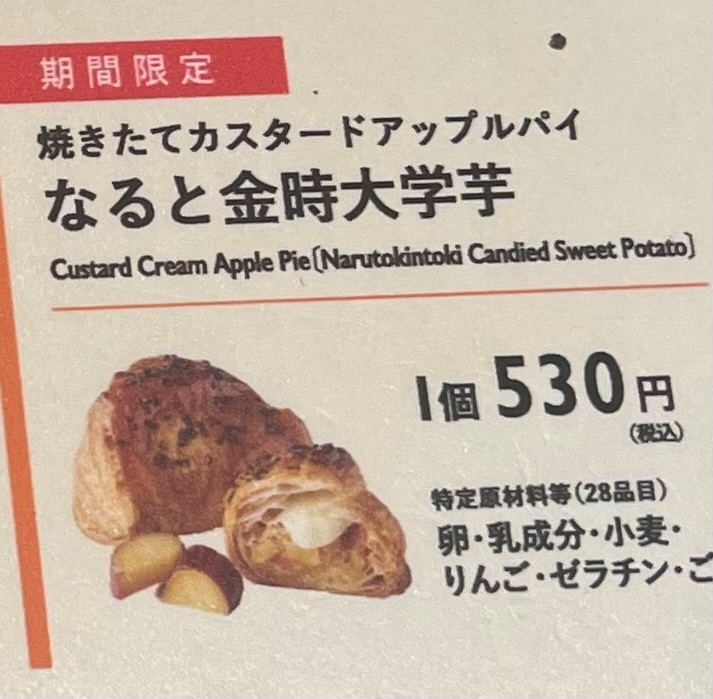 期間限定
焼きたてカスタードアップルパイ
なると金時大学芋
Custard Cream Apple Pie〔Narutokintoki Candied Sweet Potato〕
1個 530円
(税込)
特定原材料等(28品目)
卵・乳成分・小麦・
りんご・ゼラチン・ご